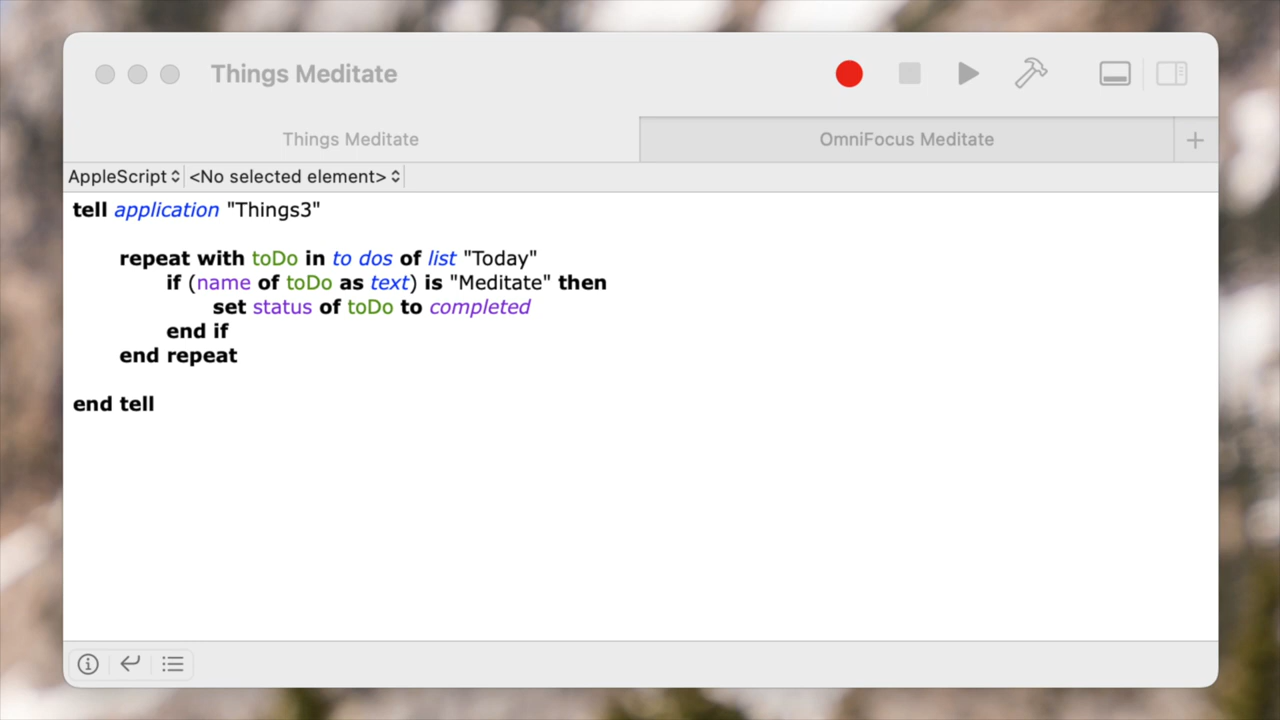 Things Meditate
Things Meditate
OmniFocus Meditate
AppleScript <No selected element>
tell application "Things3"
repeat with toDo in to dos of list "Today"
if (name of toDo as text) is "Meditate" then
set status of toDo to completed
end if
end repeat
end tell